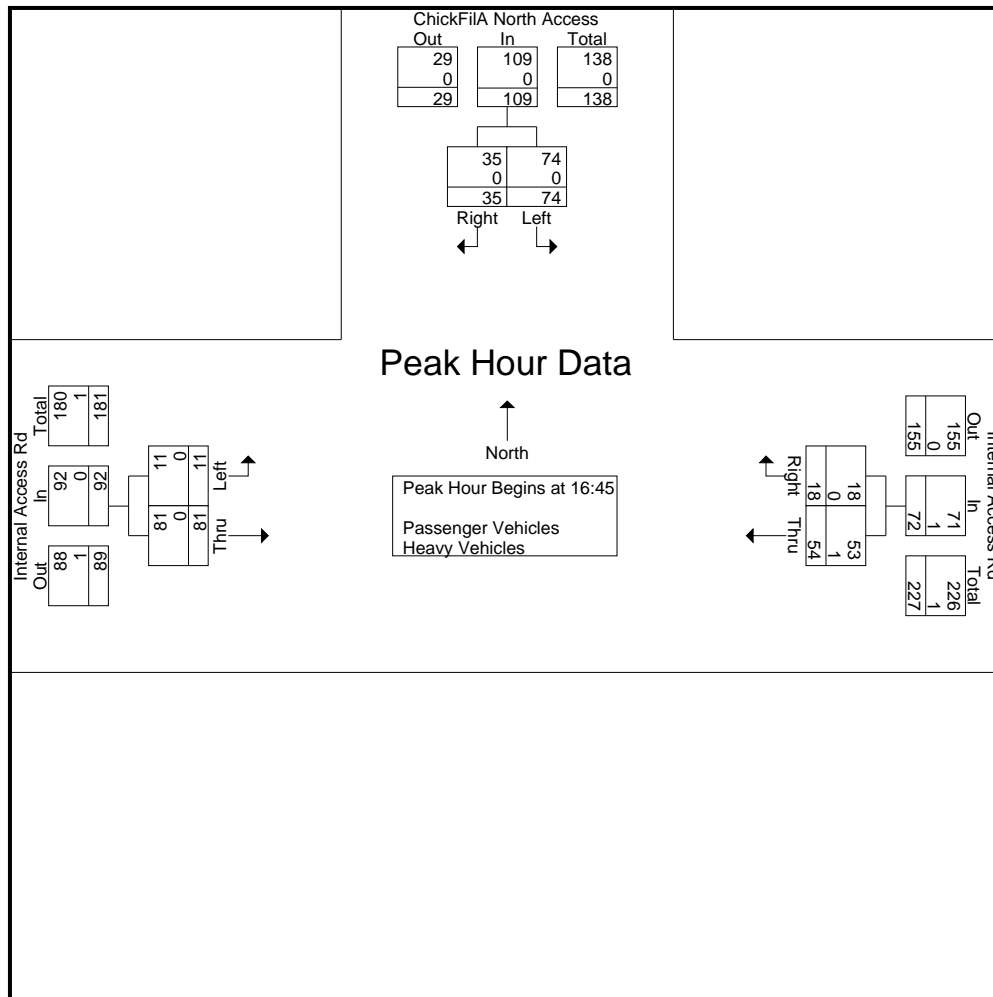 ChickFilA North Access
Out In Total
29 109 138
0 0 0
29 109 138
35 74
0 0
35 74
Right Left
Peak Hour Data
North
Peak Hour Begins at 16:45
Passenger Vehicles
Heavy Vehicles
Internal Access Rd
Out In Total
88 92 180
1 0 1
89 92 181
Thru Left
81 11
0 0
81 11
Internal Access Rd
Out In Total
155 71 226
0 1 1
155 72 227
Right Thru
18 53
0 1
18 54